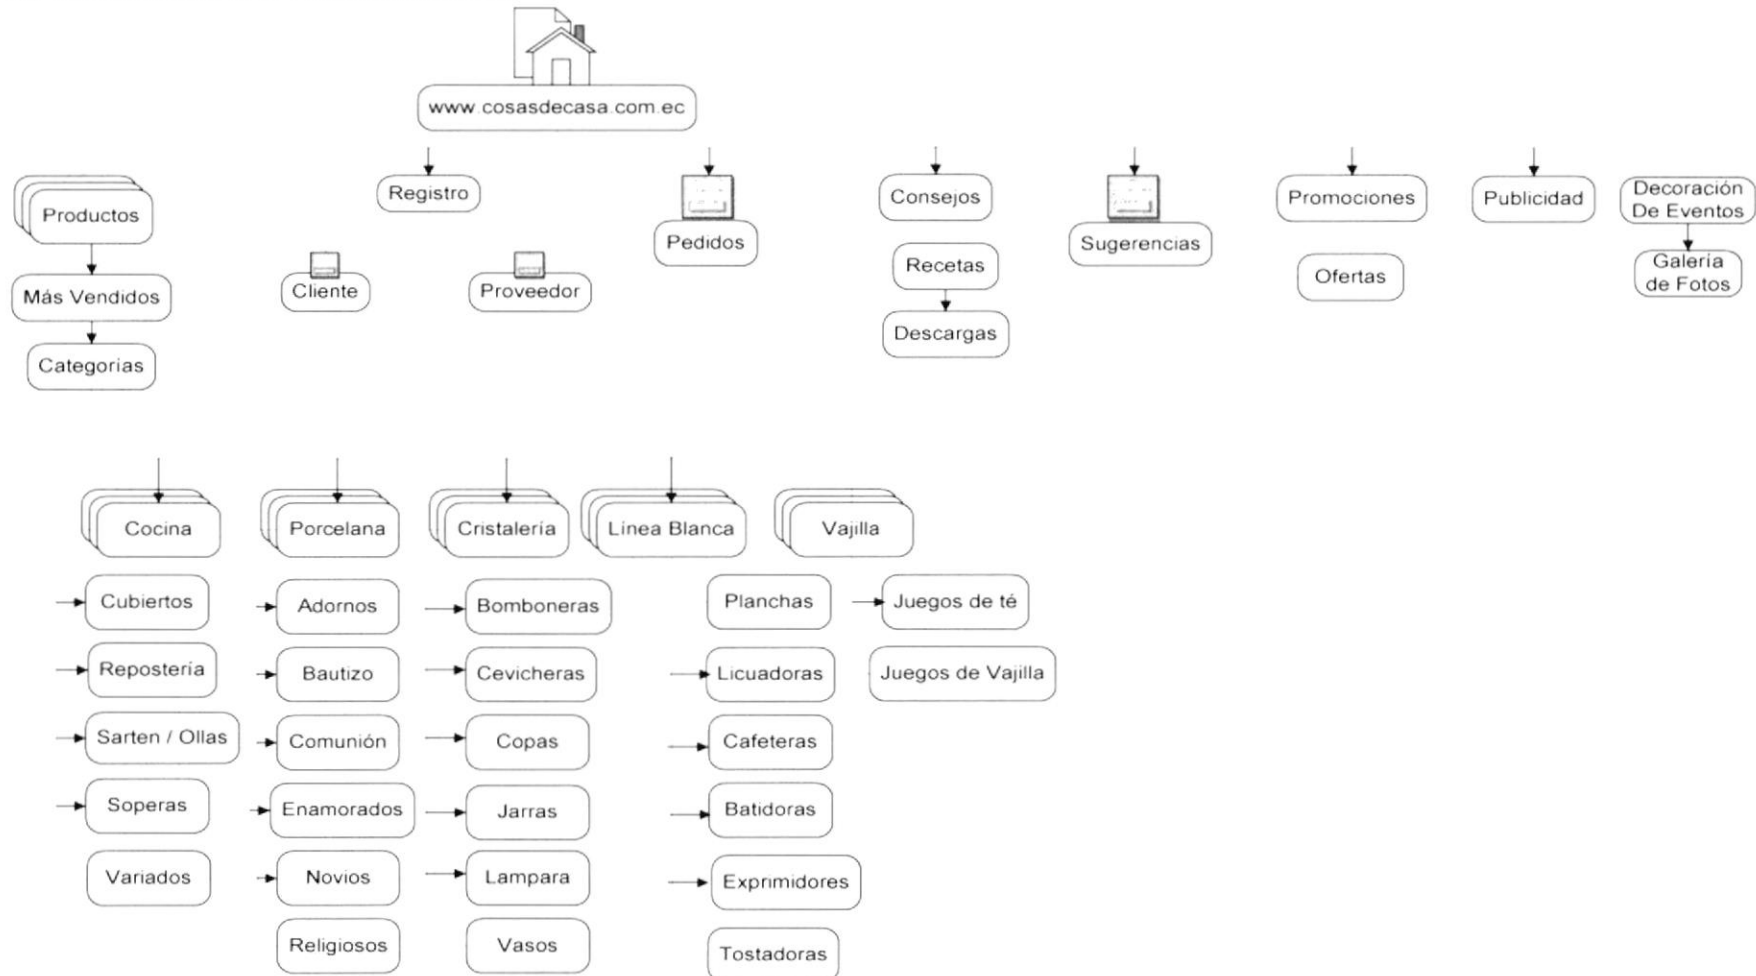 www.cosasdecasa.com.ec
Productos
Más Vendidos
Categorias
Registro
Cliente
Proveedor
Pedidos
Consejos
Recetas
Descargas
Sugerencias
Promociones
Ofertas
Publicidad
Decoración
De Eventos
Galería
de Fotos
Cocina
Porcelana
Cristalería
Línea Blanca
Vajilla
Cubiertos
Repostería
Sarten / Ollas
Soperas
Variados
Adornos
Bautizo
Comunión
Enamorados
Novios
Religiosos
Bomboneras
Cevicheras
Copas
Jarras
Lampara
Vasos
Planchas
Licuadoras
Cafeteras
Batidoras
Exprimidores
Tostadoras
Juegos de té
Juegos de Vajilla